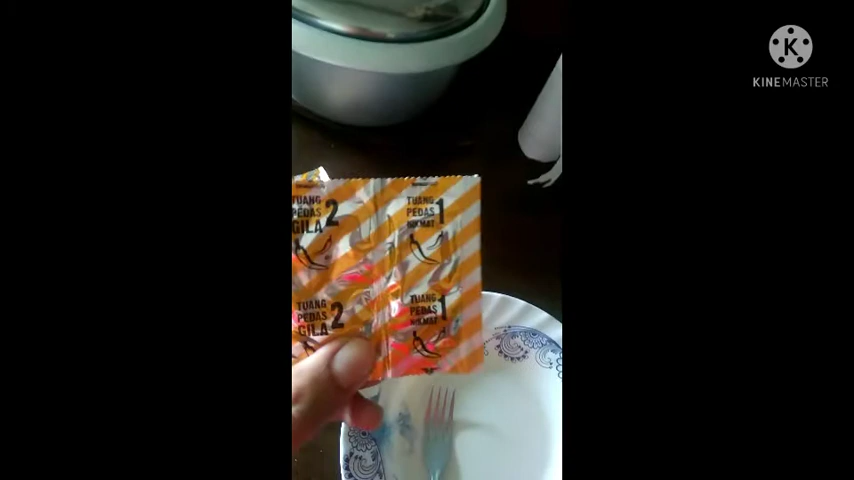 TUANG
PEDAS
GILA 2
TUANG
PEDAS
NIKMAT 1
TUANG
PEDAS
GILA 2
TUANG
PEDAS
NIKMAT 1
K
KINEMASTER